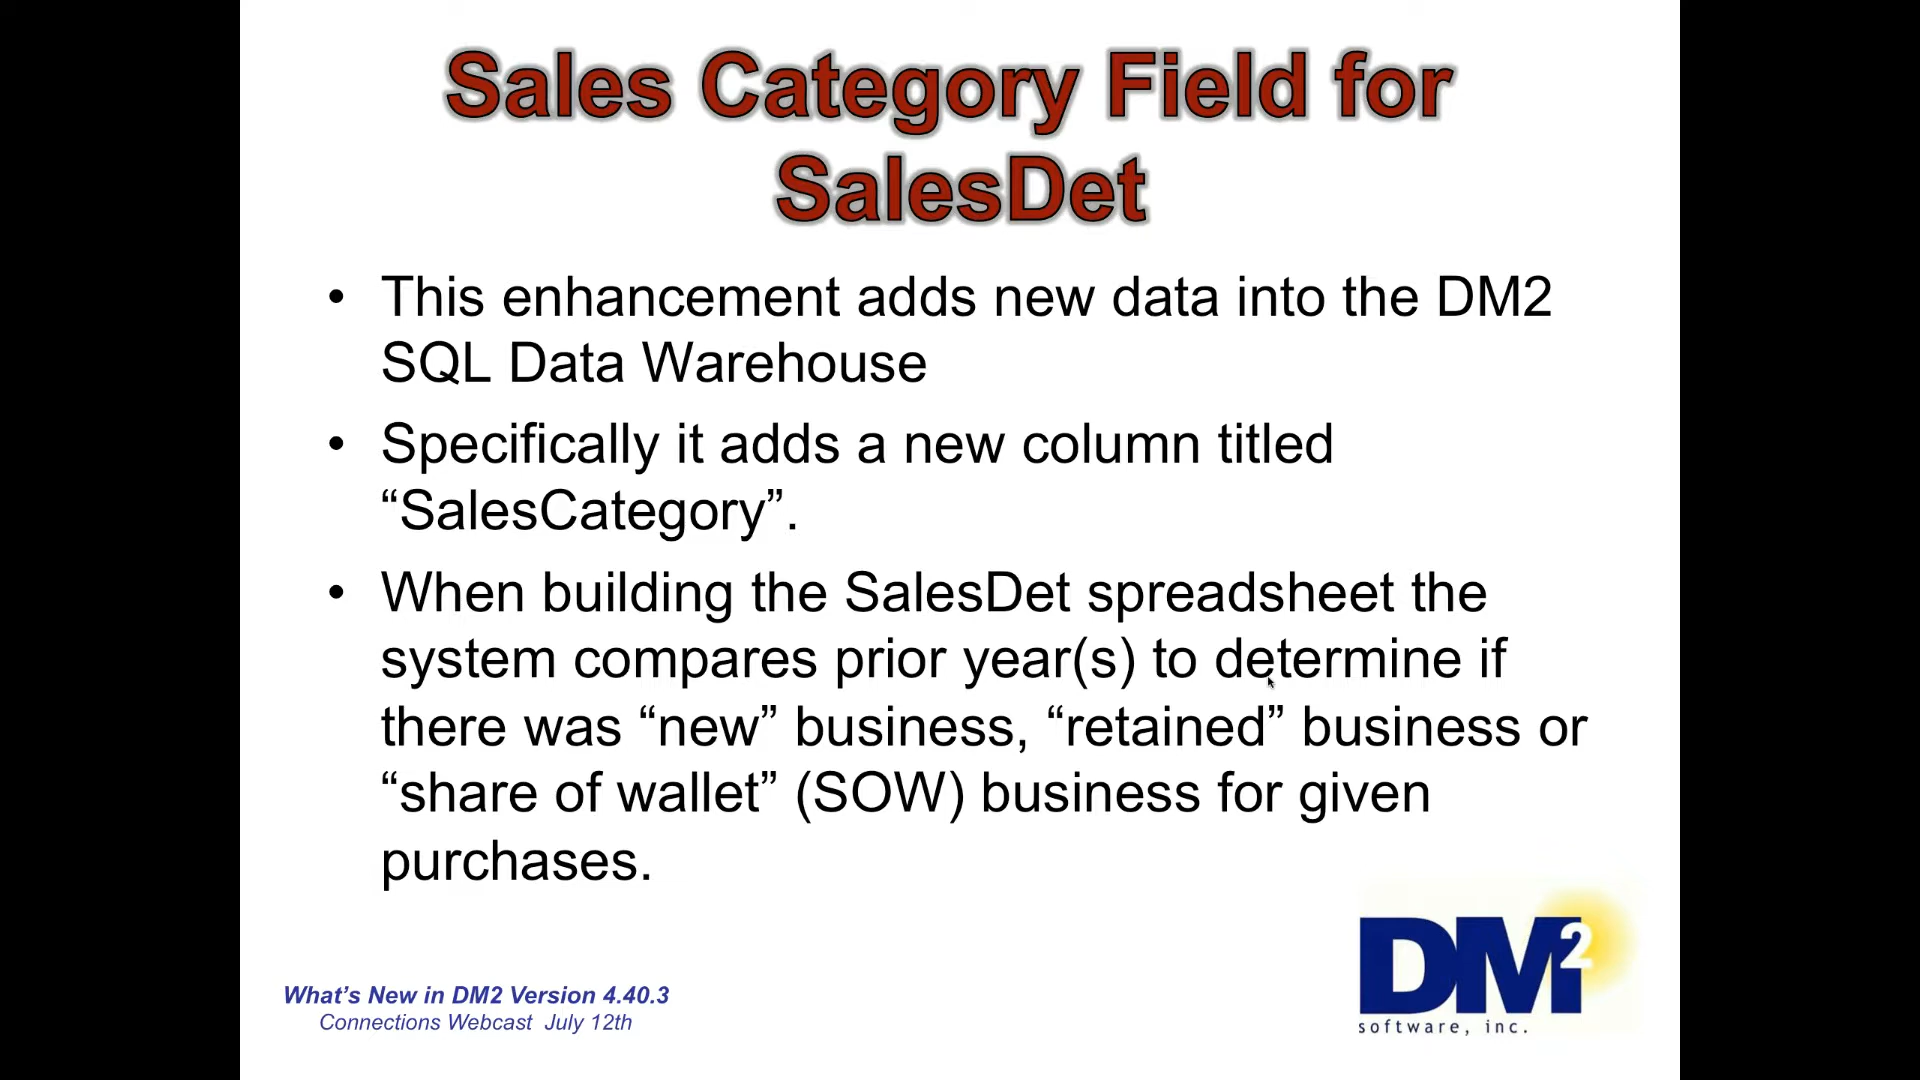 Sales Category Field for
SalesDet
• This enhancement adds new data into the DM2
SQL Data Warehouse
• Specifically it adds a new column titled
“SalesCategory”.
• When building the SalesDet spreadsheet the
system compares prior year(s) to determine if
there was “new” business, “retained” business or
“share of wallet” (SOW) business for given
purchases.
What’s New in DM2 Version 4.40.3
Connections Webcast July 12th
DM2
software, inc.